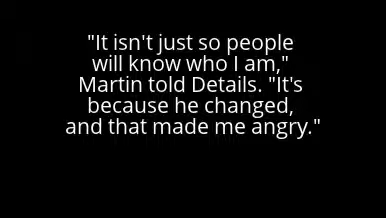 "It isn't just so people
will know who I am,"
Martin told Details. "It's
because he changed,
and that made me angry."